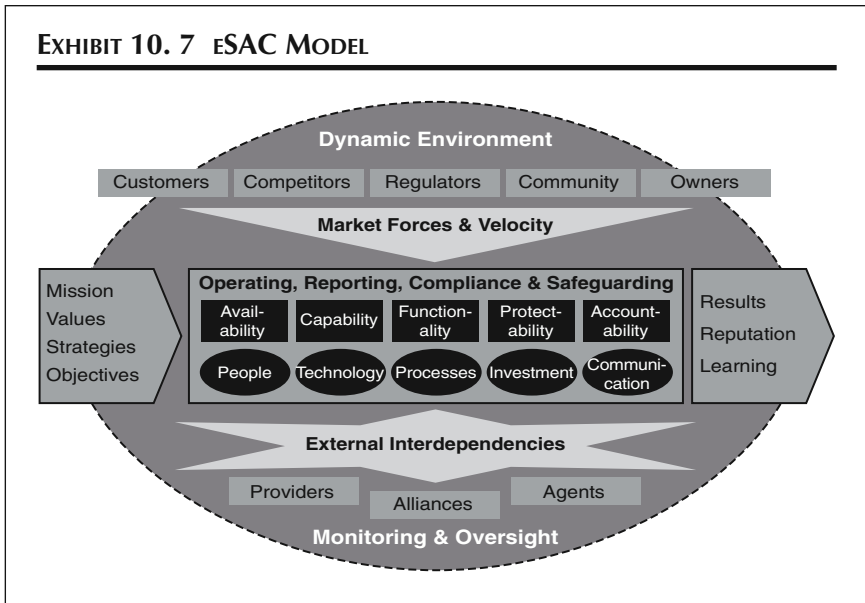 EXHIBIT 10. 7 ESAC MODEL
Dynamic Environment
Customers Competitors Regulators Community Owners
Market Forces & Velocity
Mission
Values
Strategies
Objectives
Operating, Reporting, Compliance & Safeguarding
Avail-
ability
Capability
Function-
ality
Protect-
ability
Account-
ability
People
Technology
Processes
Investment
Communi-
cation
Results
Reputation
Learning
External Interdependencies
Providers
Alliances
Agents
Monitoring & Oversight